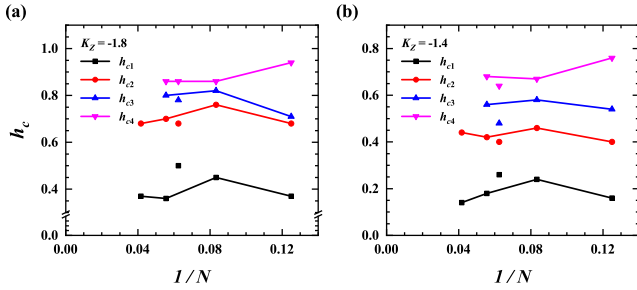 (a)
(b)
K_Z = -1.8
h_c1
h_c2
h_c3
h_c4
1.0
0.8
0.6
0.4
0.0
h_c
0.00
0.04
0.08
0.12
1/N
K_Z = -1.4
h_c1
h_c2
h_c3
h_c4
0.8
0.6
0.4
0.2
0.0
0.00
0.04
0.08
0.12
1/N